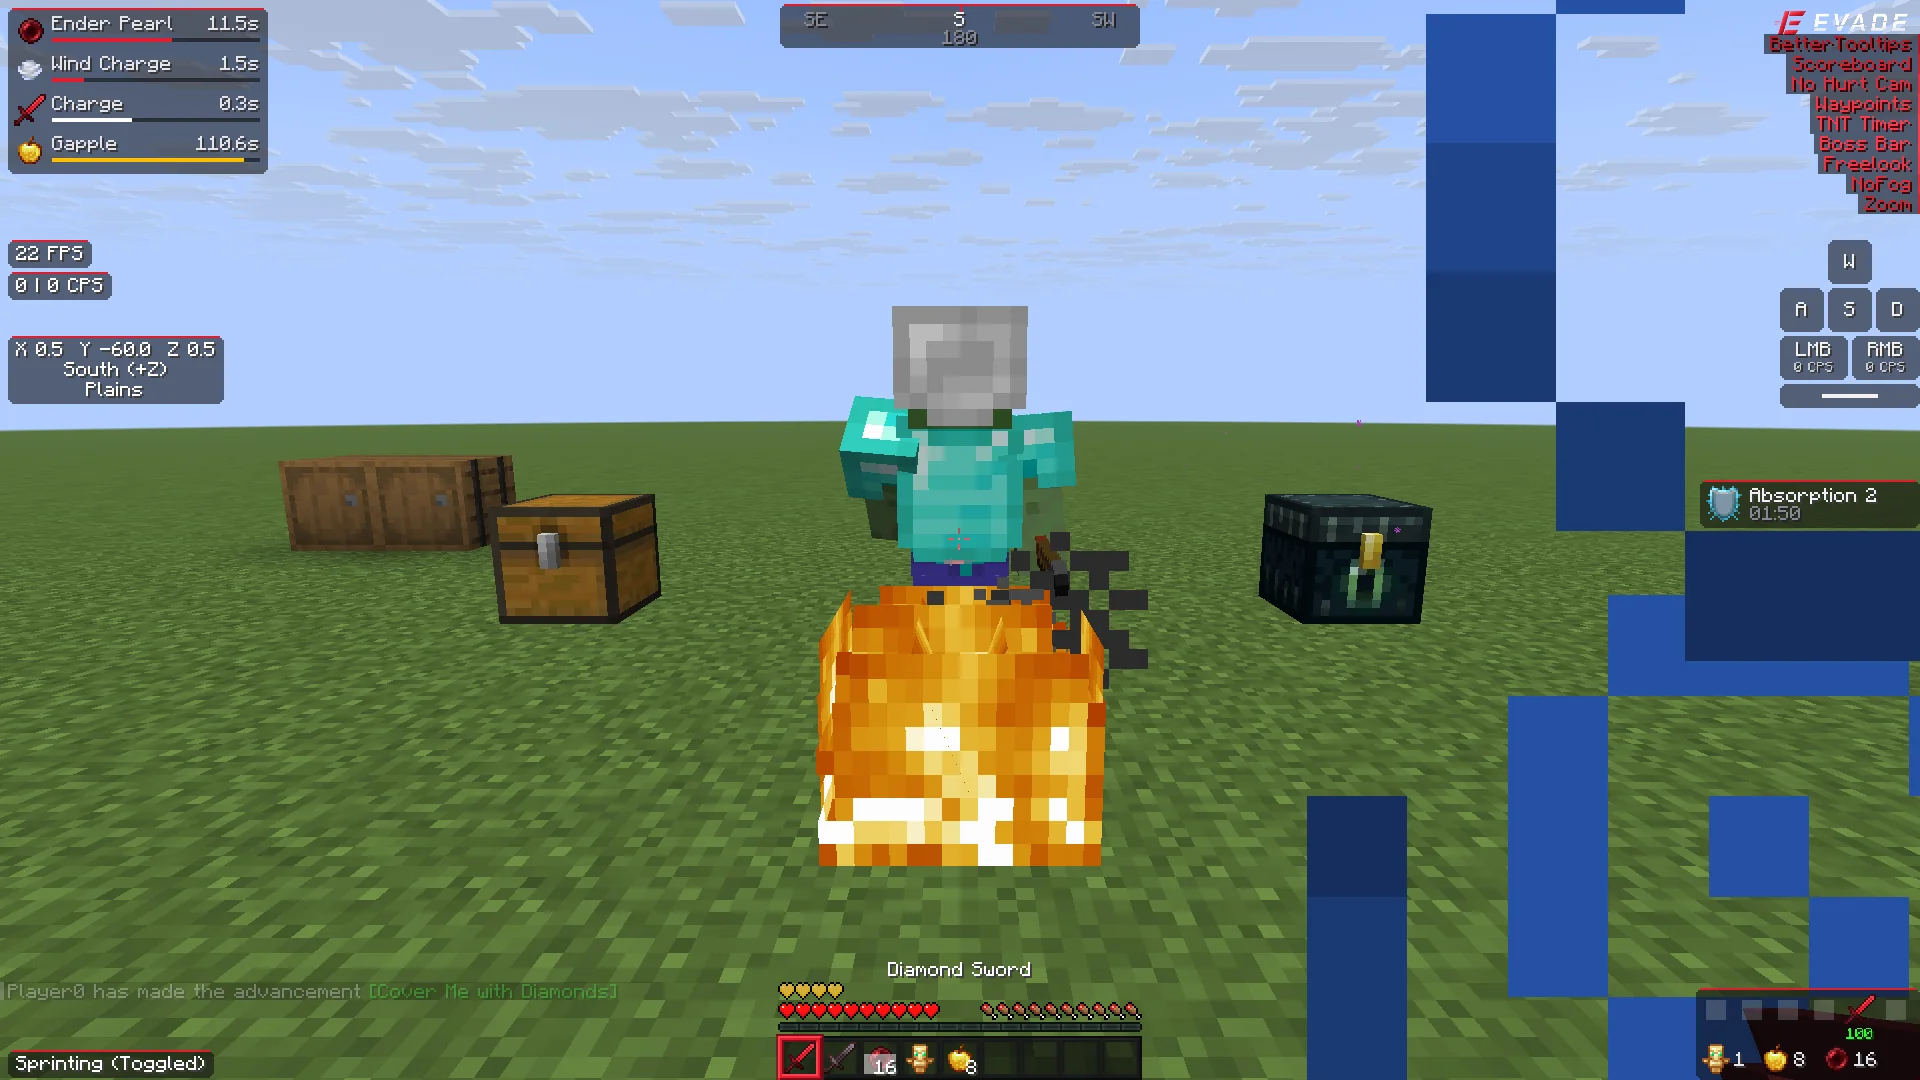 Ender Pearl 11.5s
Wind Charge 1.5s
Charge 0.3s
Gapple 110.6s
SE S SW
180
EVADE
Better Tooltips
Scoreboard
No Hurt Cam
Waypoints
TNT Timer
Boss Bar
Freelook
NoFog
Zoom
22 FPS
0 | 0 CPS
W
A S D
LMB RMB
0 CPS 0 CPS
X 0.5 Y -60.0 Z 0.5
South (+Z)
Plains
Absorption 2
01:50
Diamond Sword
Player0 has made the advancement [Cover Me with Diamonds]
Sprinting (Toggled)
16 8
100
1 8 16